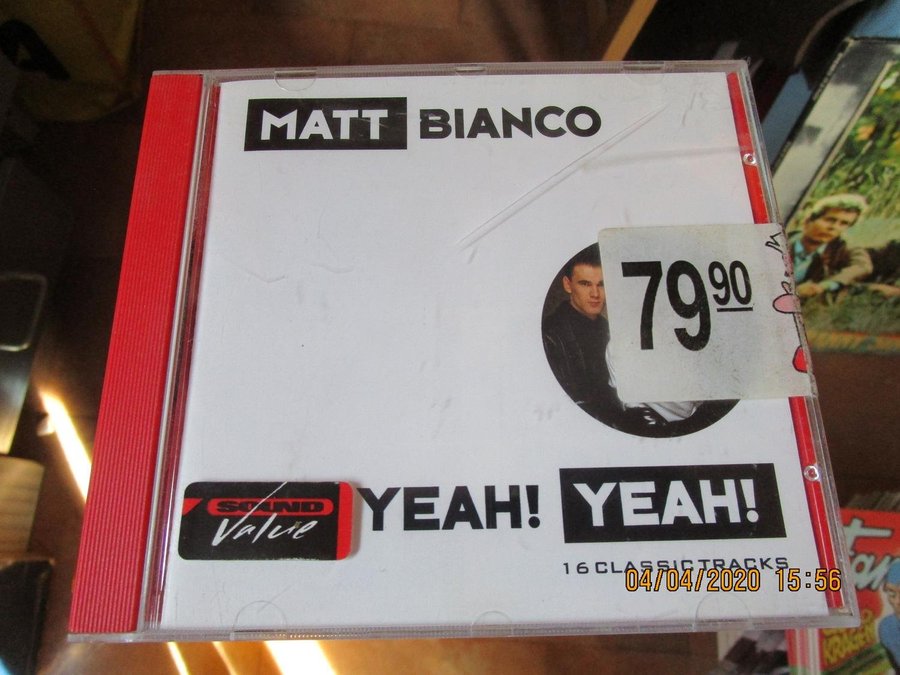 MATT BIANCO
79 90
SOUND
Value
YEAH! YEAH!
16 CLASSIC TRACKS
04/04/2020 15:56